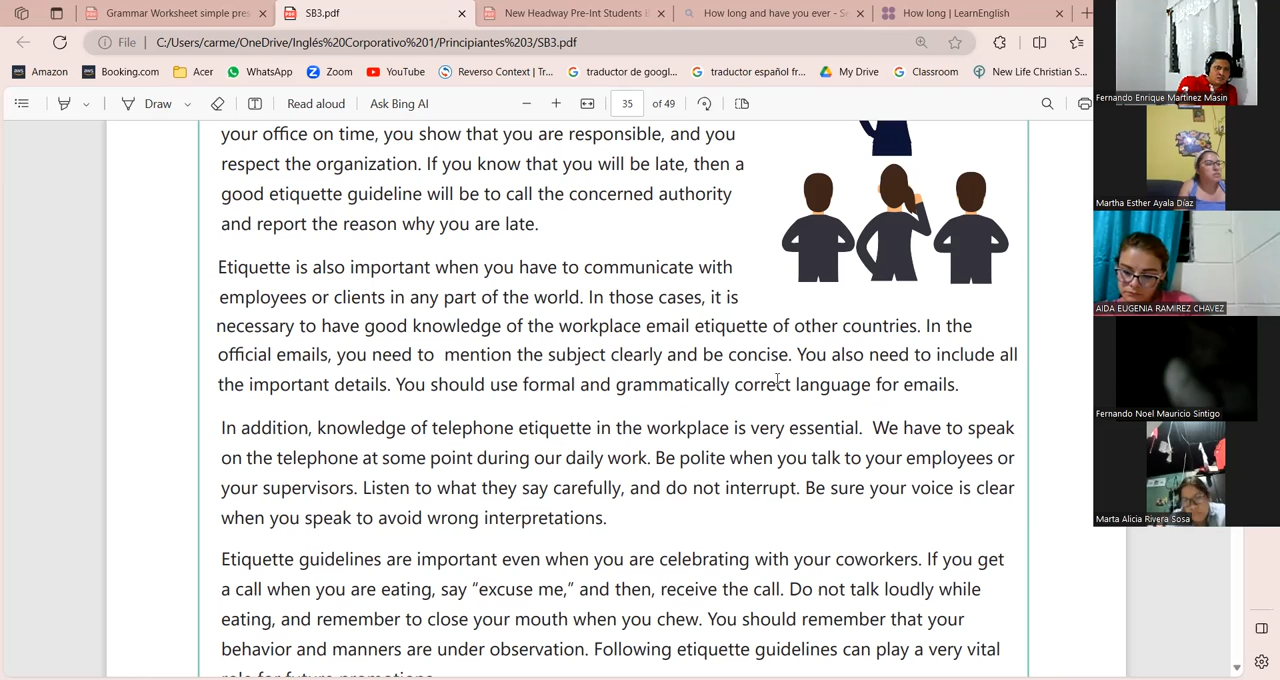 Grammar Worksheet simple pres
SB3.pdf
New Headway Pre-Int Students B
How long and have you ever - Se
How long | LearnEnglish
File
C:/Users/carme/OneDrive/Inglés%20Corporativo%201/Principiantes%203/SB3.pdf
Amazon
Booking.com
Acer
WhatsApp
Zoom
YouTube
Reverso Context | Tr...
traductor de googl...
traductor español fr...
My Drive
Classroom
New Life Christian S...
Draw
Read aloud
Ask Bing AI
35
of 49
your office on time, you show that you are responsible, and you
respect the organization. If you know that you will be late, then a
good etiquette guideline will be to call the concerned authority
and report the reason why you are late.
Etiquette is also important when you have to communicate with
employees or clients in any part of the world. In those cases, it is
necessary to have good knowledge of the workplace email etiquette of other countries. In the
official emails, you need to  mention the subject clearly and be concise. You also need to include all
the important details. You should use formal and grammatically correct language for emails.
In addition, knowledge of telephone etiquette in the workplace is very essential.  We have to speak
on the telephone at some point during our daily work. Be polite when you talk to your employees or
your supervisors. Listen to what they say carefully, and do not interrupt. Be sure your voice is clear
when you speak to avoid wrong interpretations.
Etiquette guidelines are important even when you are celebrating with your coworkers. If you get
a call when you are eating, say “excuse me,” and then, receive the call. Do not talk loudly while
eating, and remember to close your mouth when you chew. You should remember that your
behavior and manners are under observation. Following etiquette guidelines can play a very vital
role for future promotions.
Fernando Enrique Martínez Masin
Martha Esther Ayala Díaz
AIDA EUGENIA RAMIREZ CHAVEZ
Fernando Noel Mauricio Sintigo
Marta Alicia Rivera Sosa